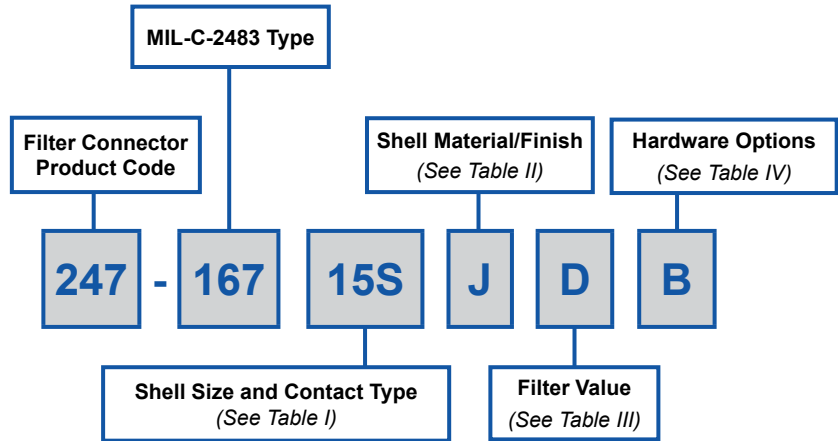 MIL-C-2483 Type
Filter Connector
Product Code
Shell Material/Finish
(See Table II)
Hardware Options
(See Table IV)
247 - 167 15S J D B
Shell Size and Contact Type
(See Table I)
Filter Value
(See Table III)